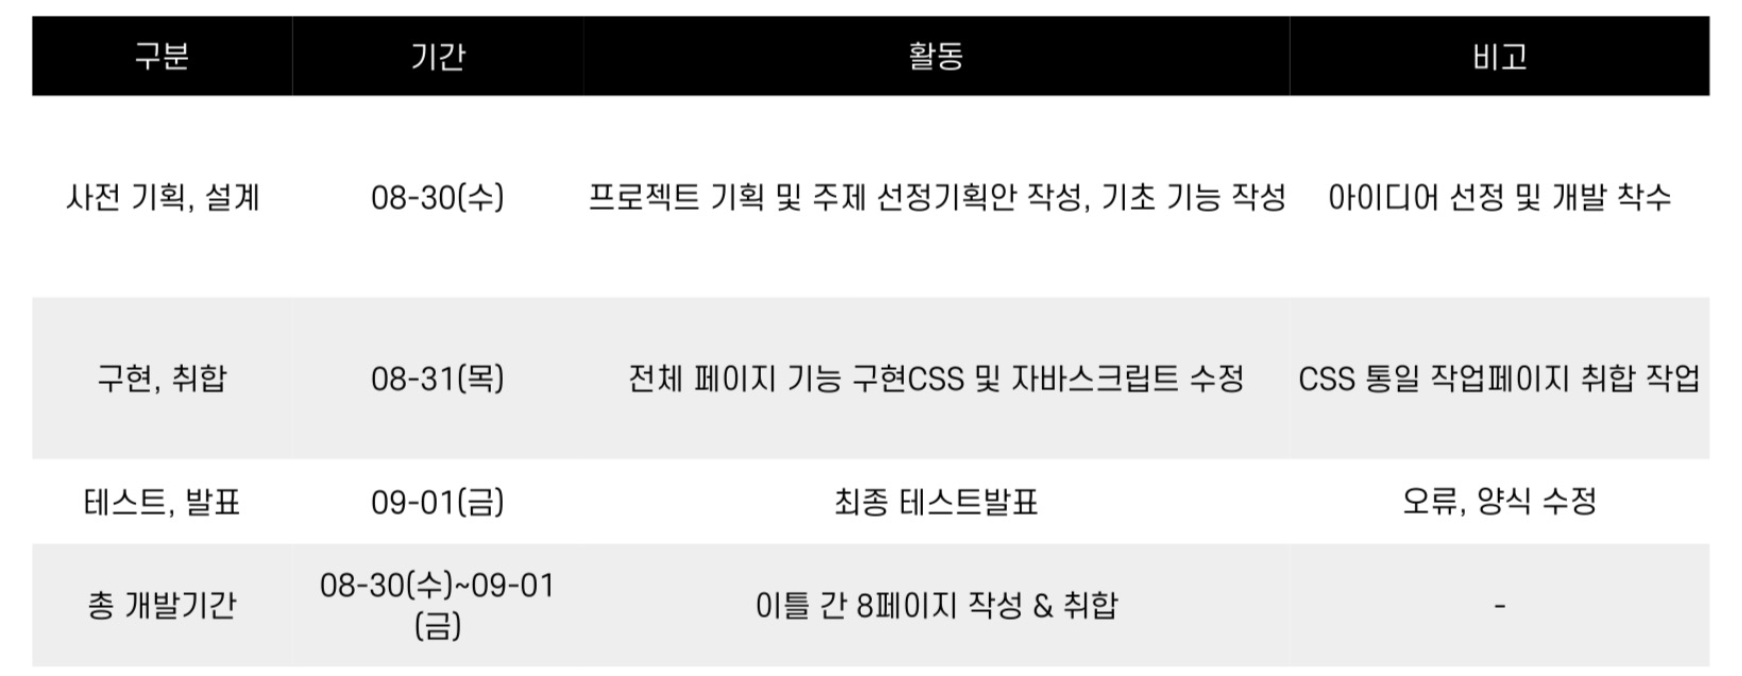 구분 기간 활동 비고
사전 기획, 설계 08-30(수) 프로젝트 기획 및 주제 선정기획안 작성, 기초 기능 작성 아이디어 선정 및 개발 착수
구현, 취합 08-31(목) 전체 페이지 기능 구현CSS 및 자바스크립트 수정 CSS 통일 작업페이지 취합 작업
테스트, 발표 09-01(금) 최종 테스트발표 오류, 양식 수정
총 개발기간 08-30(수)~09-01
(금) 이틀 간 8페이지 작성 & 취합 -